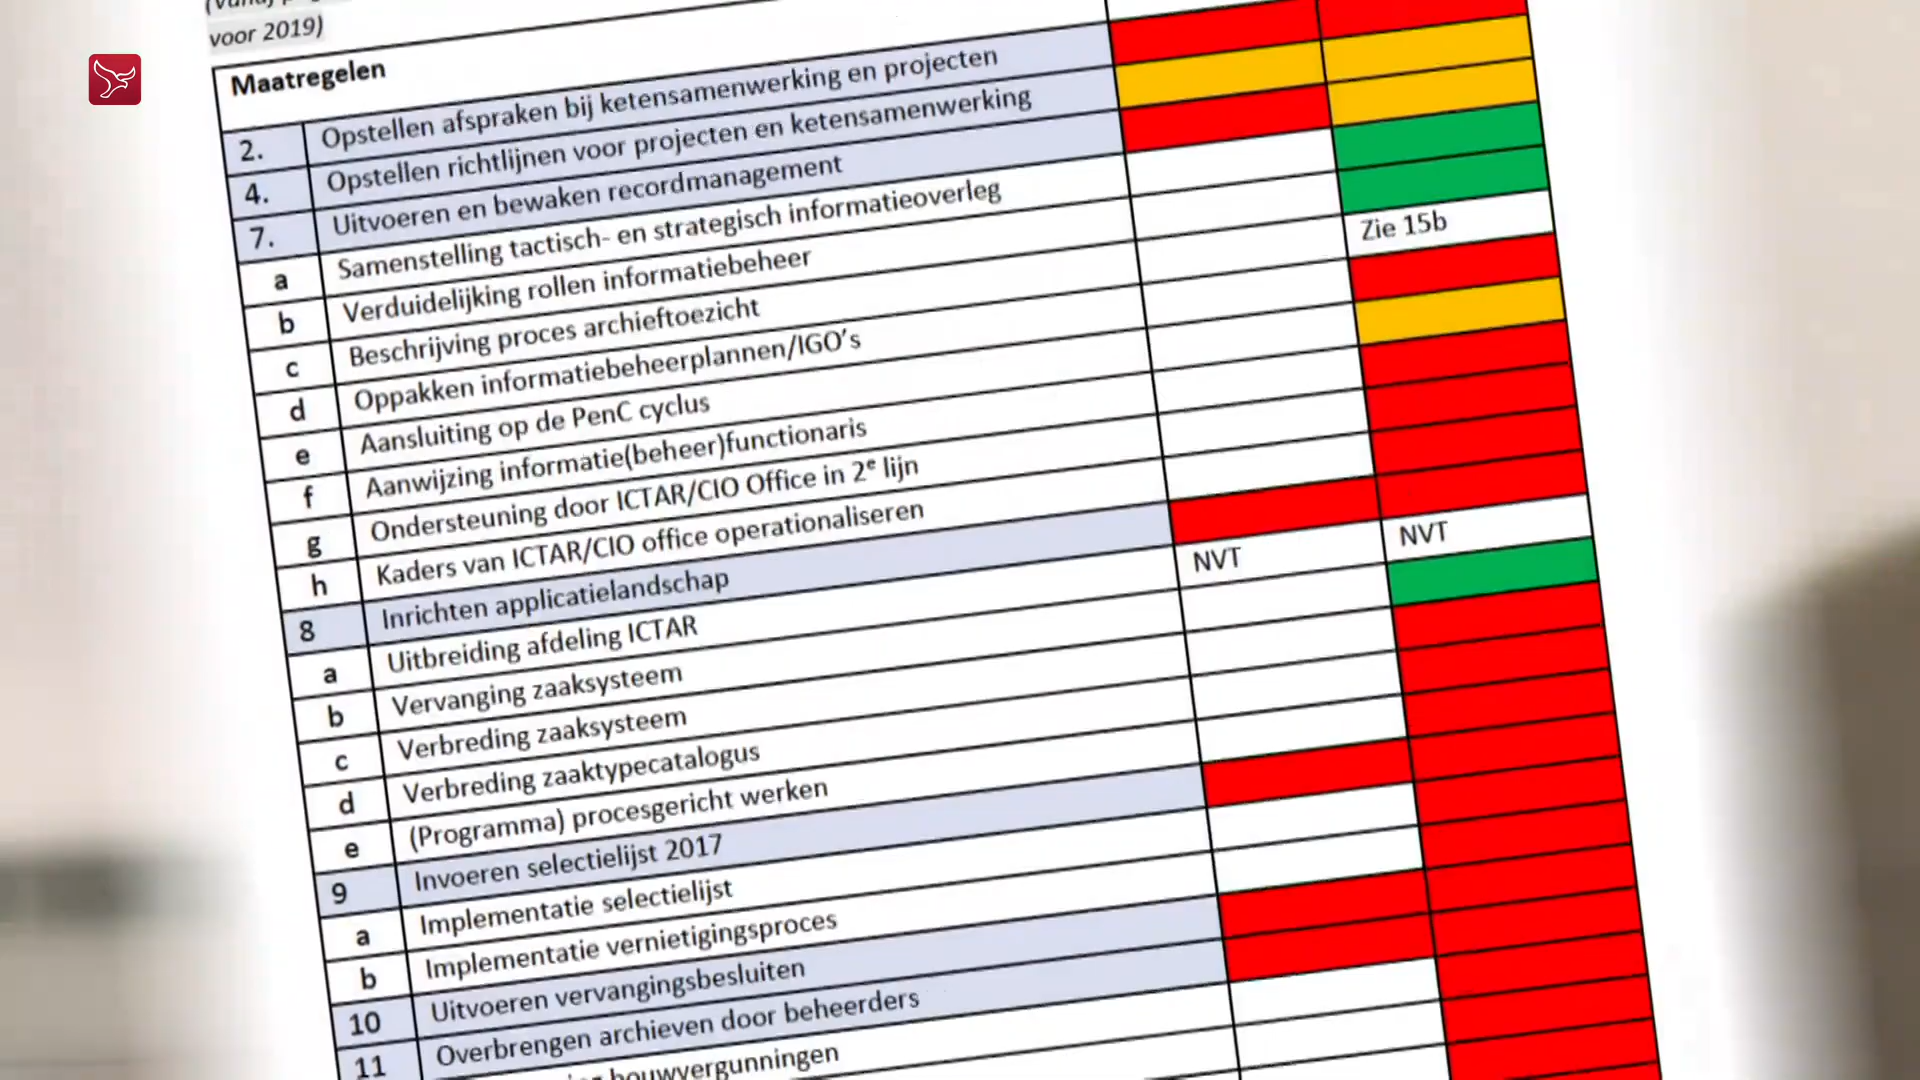 voor 2019)
Maatregelen
2. Opstellen afspraken bij ketensamenwerking en projecten
4. Opstellen richtlijnen voor projecten en ketensamenwerking
7. Uitvoeren en bewaken recordmanagement
a Samenstelling tactisch- en strategisch informatieoverleg
b Verduidelijking rollen informatiebeheer
c Beschrijving proces archieftoezicht Zie 15b
d Oppakken informatiebeheerplannen/IGO's
e Aansluiting op de PenC cyclus
f Aanwijzing informatie(beheer)functionaris
g Ondersteuning door ICTAR/CIO Office in 2e lijn
h Kaders van ICTAR/CIO office operationaliseren
8 Inrichten applicatielandschap
a Uitbreiding afdeling ICTAR NVT NVT
b Vervanging zaaksysteem
c Verbreding zaaksysteem
d Verbreding zaaktypecatalogus
e (Programma) procesgericht werken
9 Invoeren selectielijst 2017
a Implementatie selectielijst
b Implementatie vernietigingsproces
10 Uitvoeren vervangingsbesluiten
11 Overbrengen archieven door beheerders
bouwvergunningen